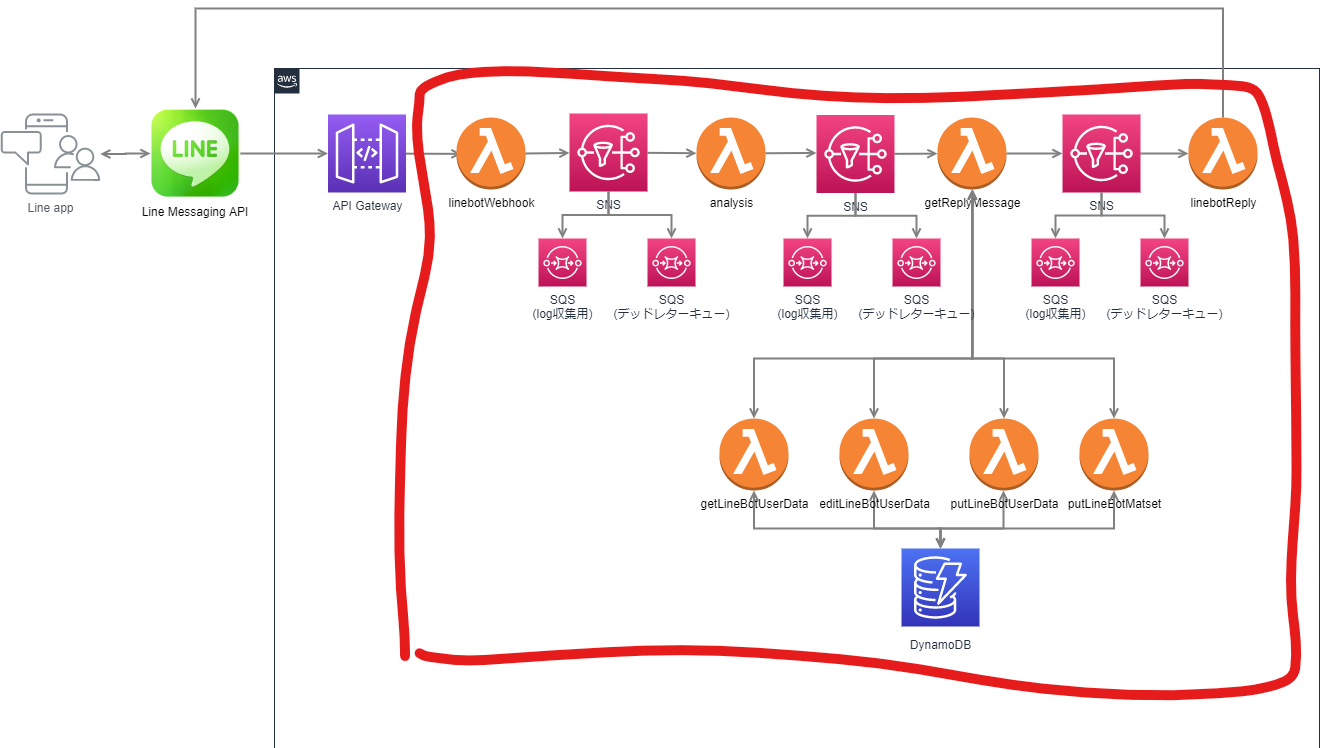 aws
LINE
Line app
Line Messaging API
API Gateway
linebotWebhook
SNS
analysis
SNS
getReplyMessage
SNS
linebotReply
SQS
(log収集用)
SQS
(デッドレターキュー)
SQS
(log収集用)
SQS
(デッドレターキュー)
SQS
(log収集用)
SQS
(デッドレターキュー)
getLineBotUserData
editLineBotUserData
putLineBotUserData
putLineBotMatset
DynamoDB